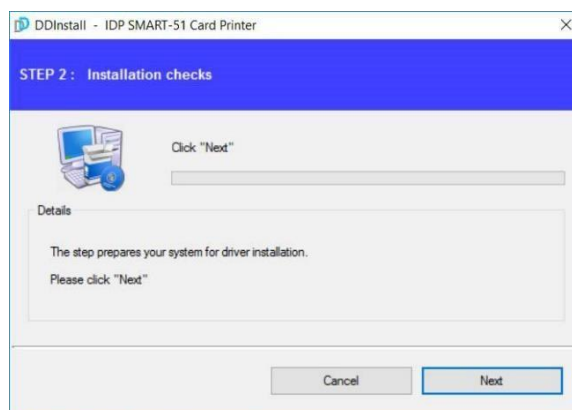 DDInstall - IDP SMART-51 Card Printer
STEP 2 : Installation checks
Click "Next"
Details
The step prepares your system for driver installation.
Please click "Next"
Cancel
Next